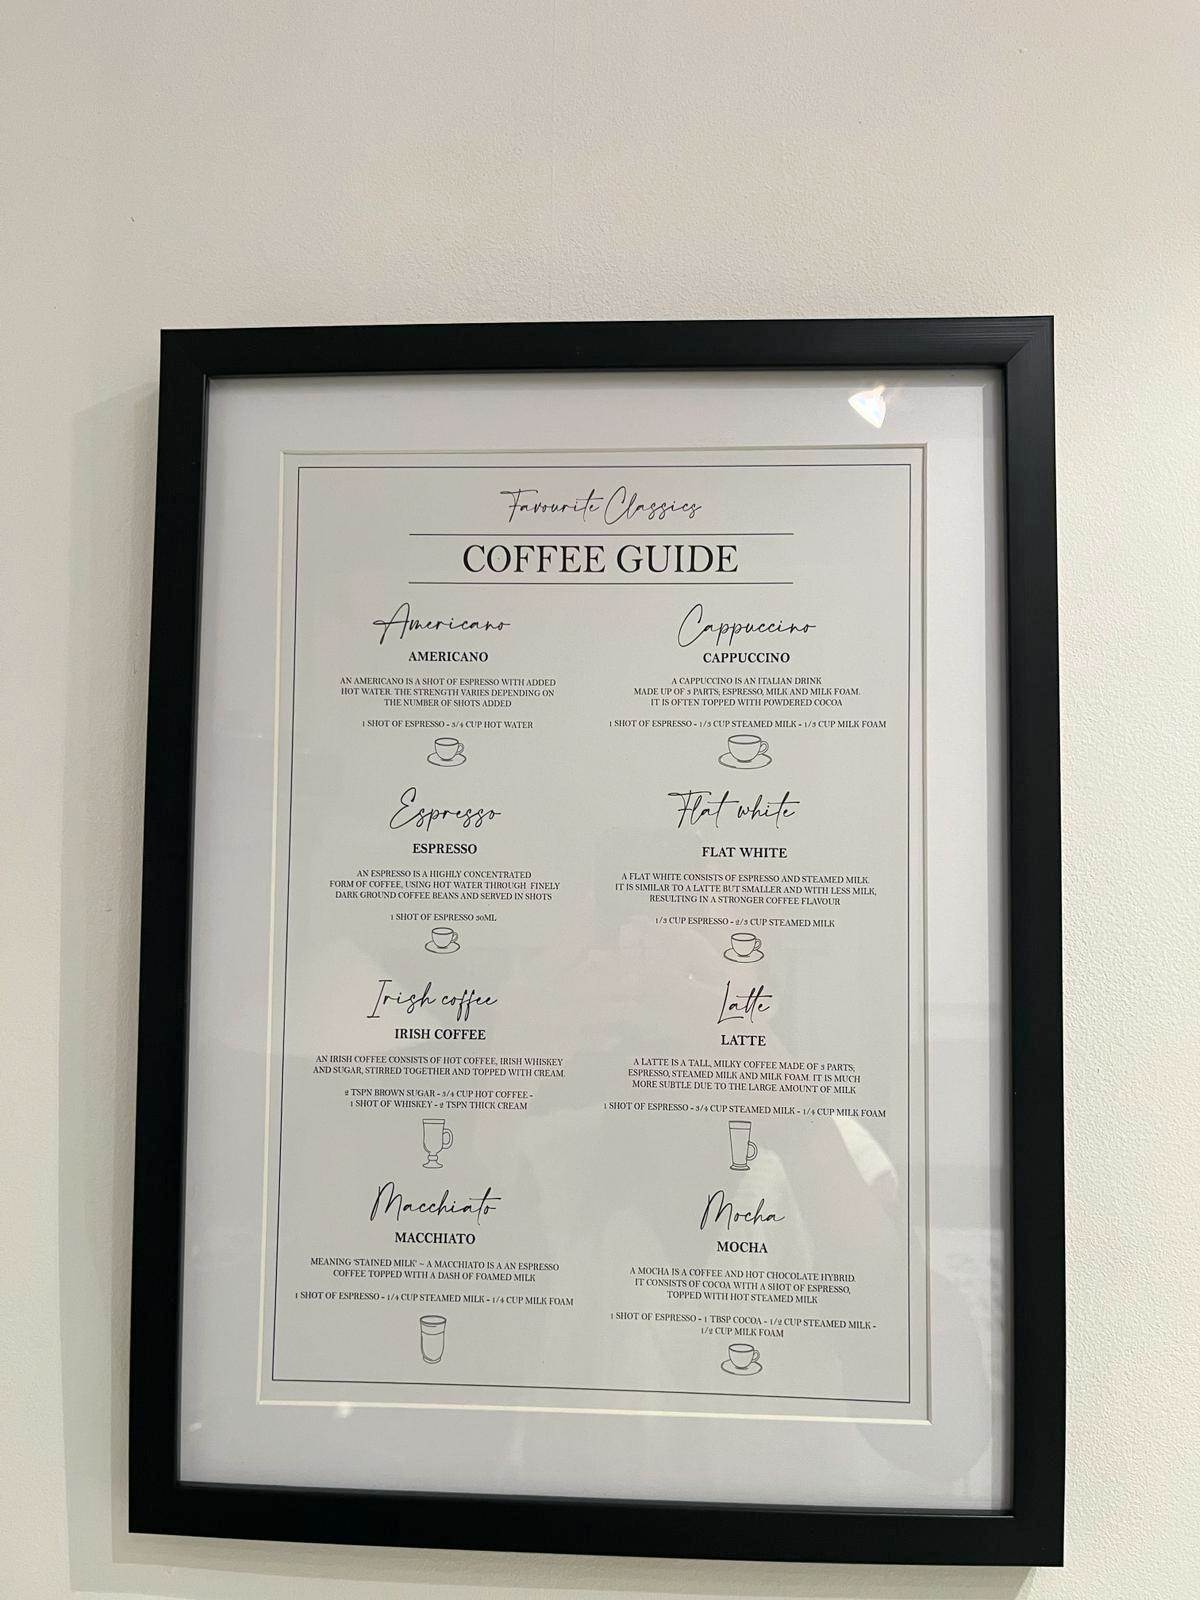 Favourite Classics
COFFEE GUIDE
Americano
AMERICANO
AN AMERICANO IS A SHOT OF ESPRESSO WITH ADDED
HOT WATER. THE STRENGTH VARIES DEPENDING ON
THE NUMBER OF SHOTS ADDED
1 SHOT OF ESPRESSO - 3/4 CUP HOT WATER
Cappuccino
CAPPUCCINO
A CAPPUCCINO IS AN ITALIAN DRINK
MADE UP OF 3 PARTS; ESPRESSO, MILK AND MILK FOAM.
IT IS OFTEN TOPPED WITH POWDERED COCOA
1 SHOT OF ESPRESSO - 1/3 CUP STEAMED MILK - 1/3 CUP MILK FOAM
Espresso
ESPRESSO
AN ESPRESSO IS A HIGHLY CONCENTRATED
FORM OF COFFEE, USING HOT WATER THROUGH FINELY
DARK GROUND COFFEE BEANS AND SERVED IN SHOTS
1 SHOT OF ESPRESSO 30ML
Flat white
FLAT WHITE
A FLAT WHITE CONSISTS OF ESPRESSO AND STEAMED MILK.
IT IS SIMILAR TO A LATTE BUT SMALLER AND WITH LESS MILK,
RESULTING IN A STRONGER COFFEE FLAVOUR
1/3 CUP ESPRESSO - 2/3 CUP STEAMED MILK
Irish coffee
IRISH COFFEE
AN IRISH COFFEE CONSISTS OF HOT COFFEE, IRISH WHISKEY
AND SUGAR, STIRRED TOGETHER AND TOPPED WITH CREAM.
2 TSPN BROWN SUGAR - 3/4 CUP HOT COFFEE -
1 SHOT OF WHISKEY - 2 TSPN THICK CREAM
Latte
LATTE
A LATTE IS A TALL, MILKY COFFEE MADE OF 3 PARTS;
ESPRESSO, STEAMED MILK AND MILK FOAM. IT IS MUCH
MORE SUBTLE DUE TO THE LARGE AMOUNT OF MILK
1 SHOT OF ESPRESSO - 3/4 CUP STEAMED MILK - 1/4 CUP MILK FOAM
Macchiato
MACCHIATO
MEANING 'STAINED MILK' ~ A MACCHIATO IS A AN ESPRESSO
COFFEE TOPPED WITH A DASH OF FOAMED MILK
1 SHOT OF ESPRESSO - 1/4 CUP STEAMED MILK - 1/4 CUP MILK FOAM
Mocha
MOCHA
A MOCHA IS A COFFEE AND HOT CHOCOLATE HYBRID.
IT CONSISTS OF COCOA WITH A SHOT OF ESPRESSO,
TOPPED WITH HOT STEAMED MILK
1 SHOT OF ESPRESSO - 1 TBSP COCOA - 1/2 CUP STEAMED MILK -
1/2 CUP MILK FOAM